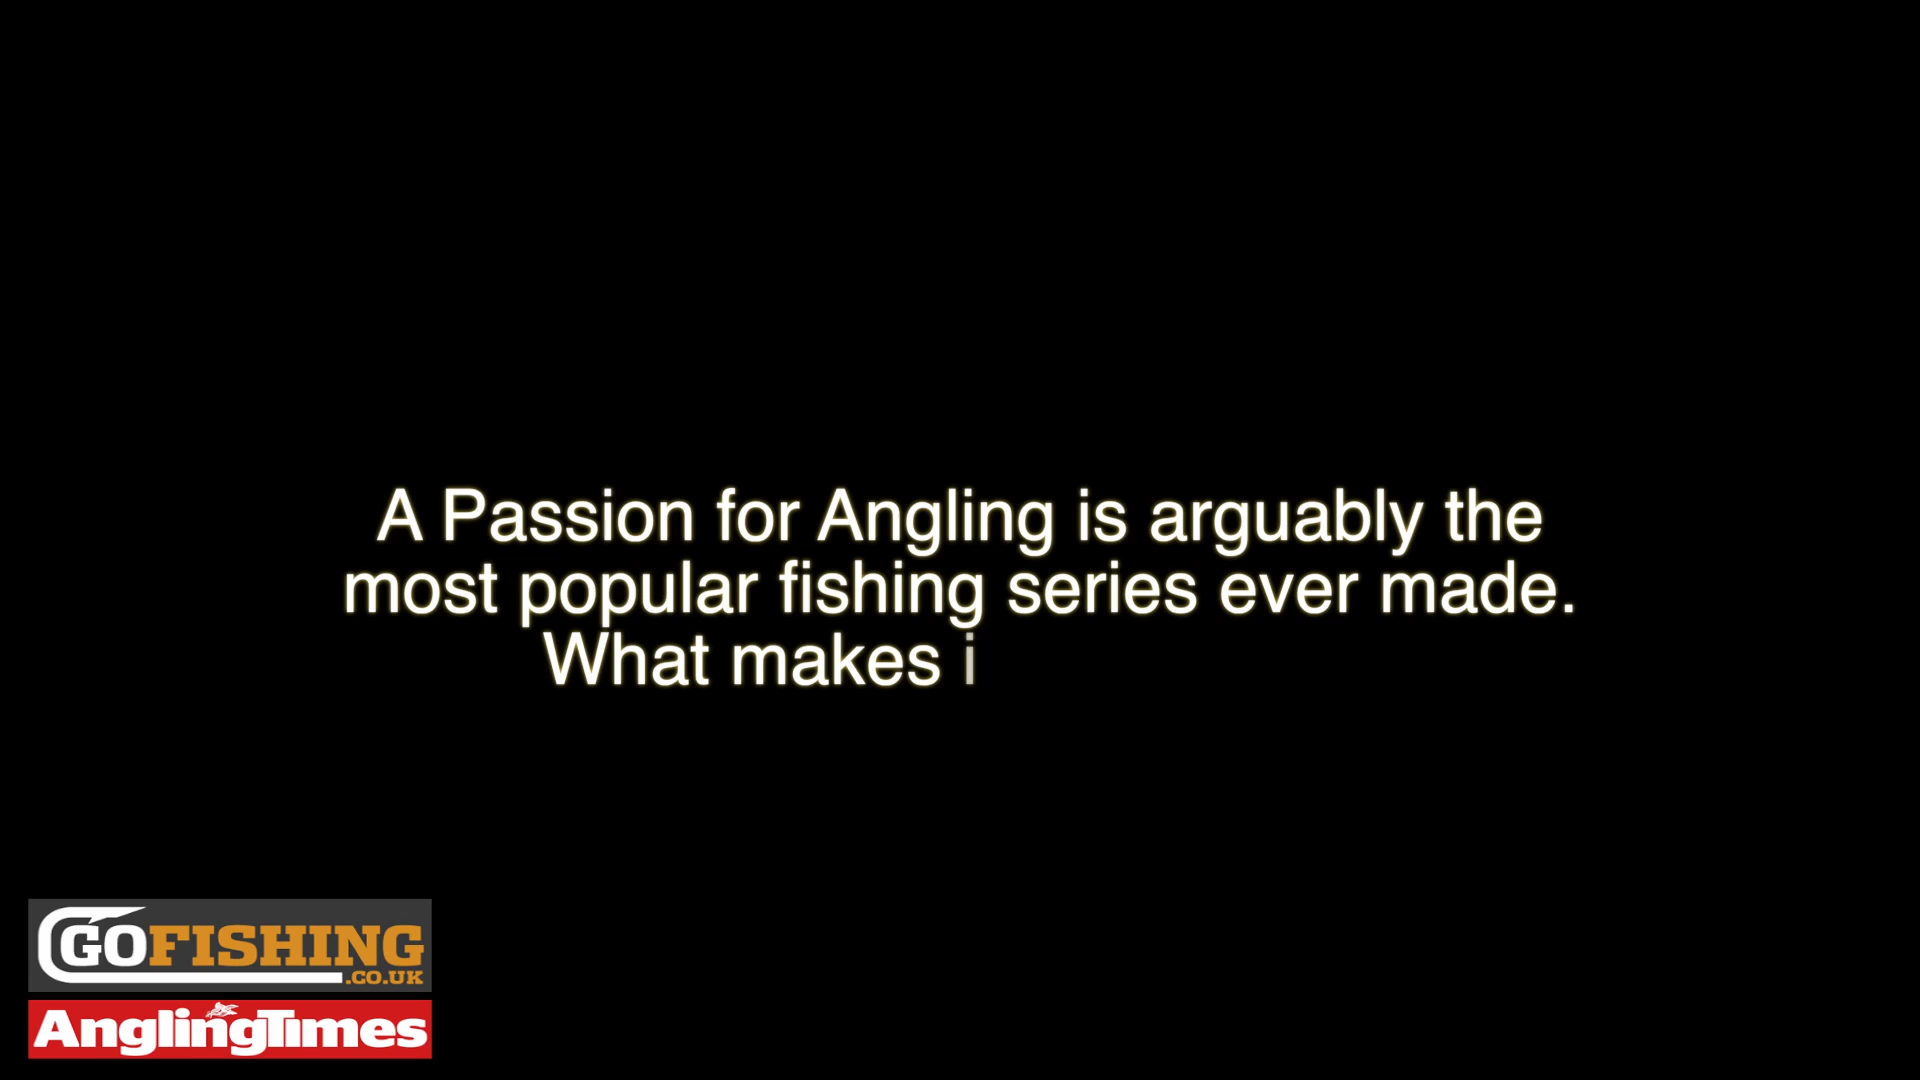 A Passion for Angling is arguably the
most popular fishing series ever made.
What makes i
GOFISHING
.CO.UK
AnglingTimes